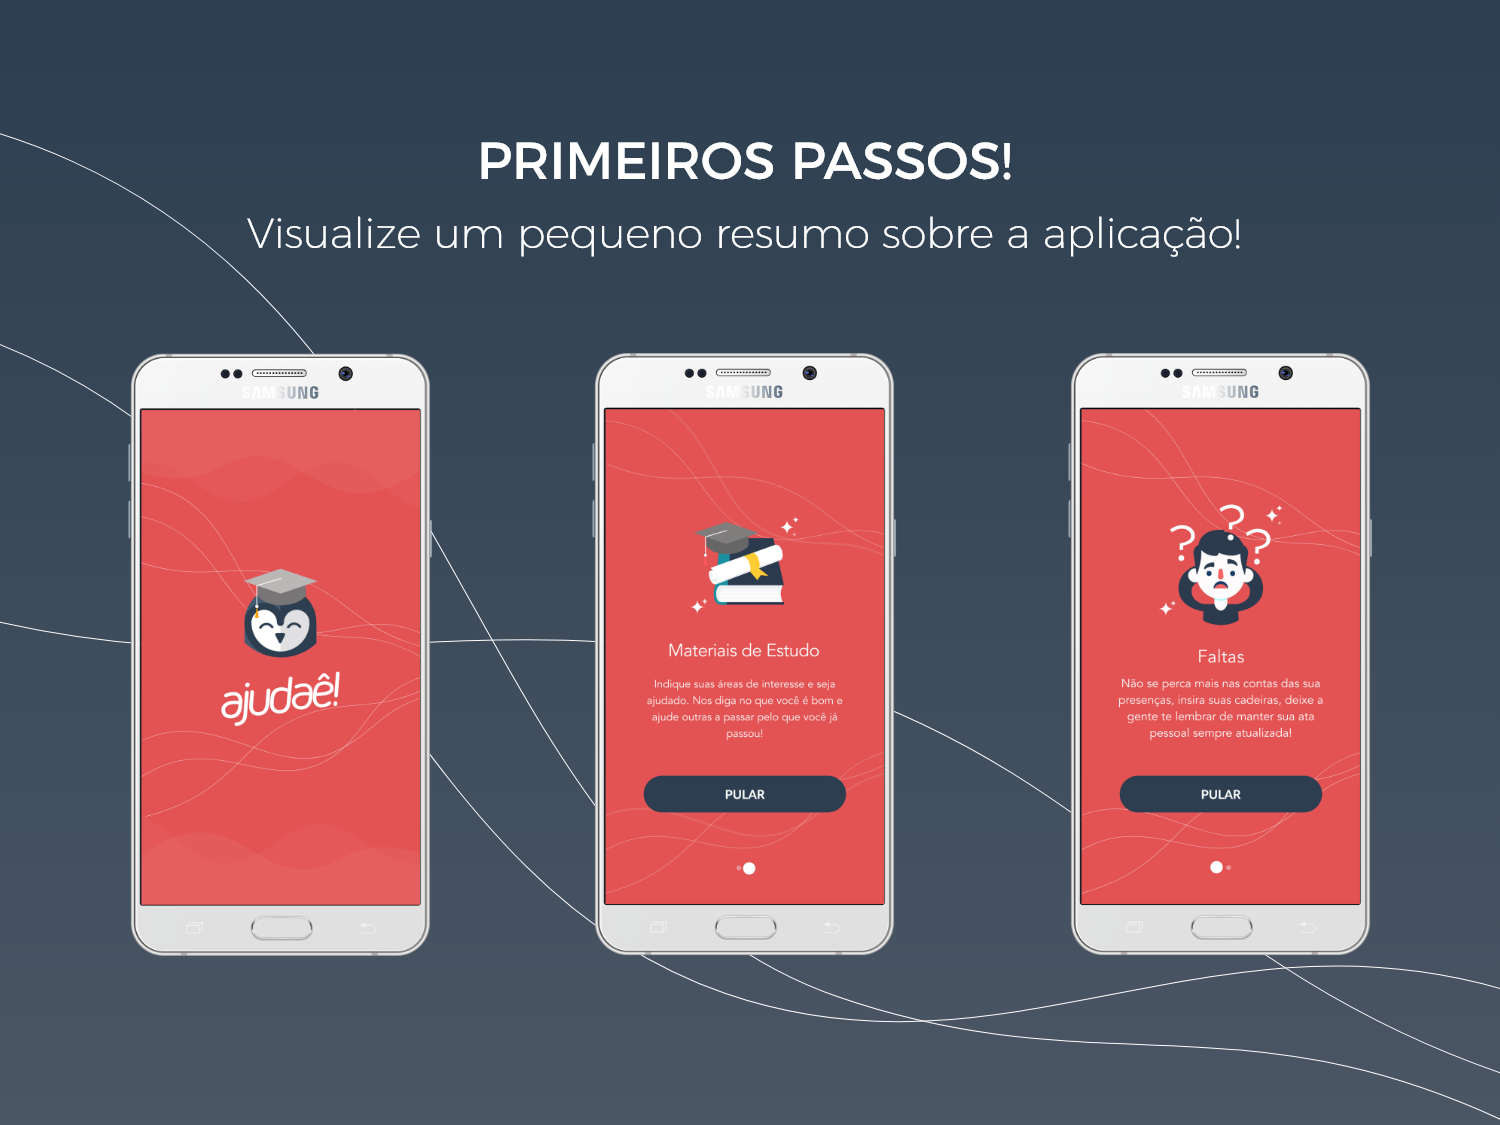 PRIMEIROS PASSOS!
Visualize um pequeno resumo sobre a aplicação!
SAMSUNG
ajudaê!
SAMSUNG
Materiais de Estudo
Indique suas áreas de interesse e seja
ajudado. Nos diga no que você é bom e
ajude outras a passar pelo que você já
passou!
PULAR
SAMSUNG
? ? ?
Faltas
Não se perca mais nas contas das sua
presenças, insira suas cadeiras, deixe a
gente te lembrar de manter sua ata
pessoal sempre atualizada!
PULAR